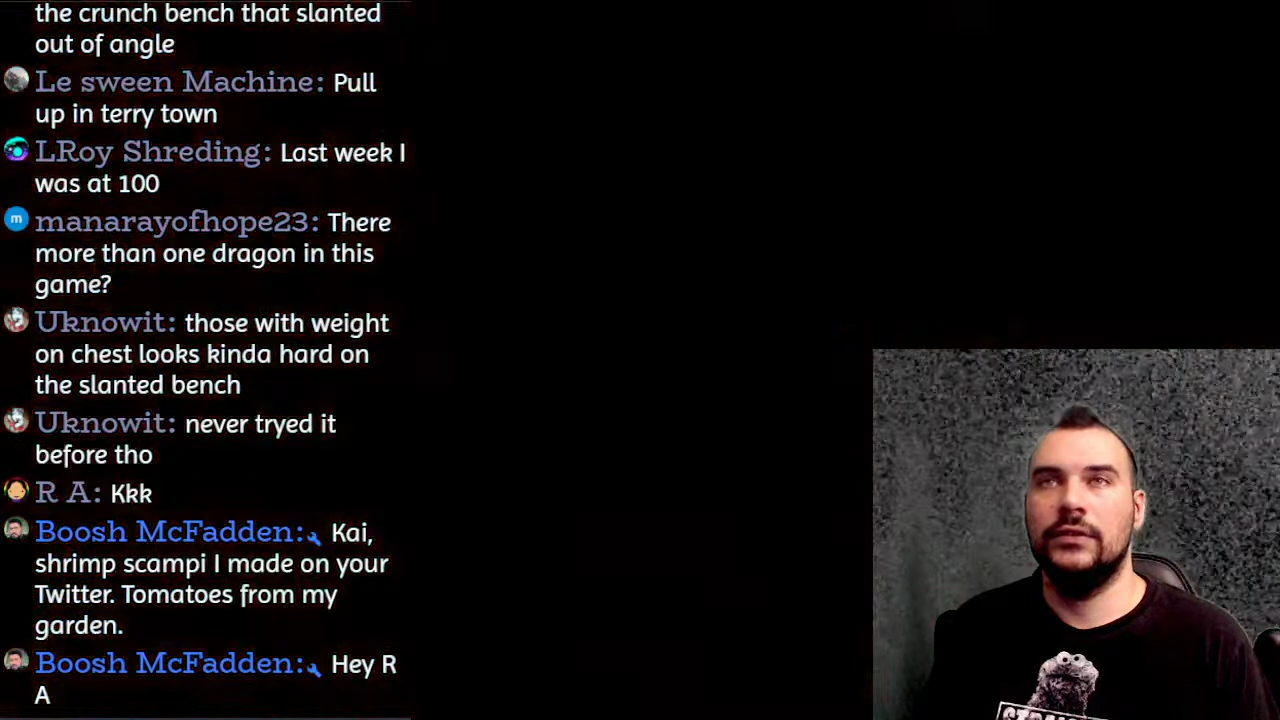 the crunch bench that slanted
out of angle
Le sween Machine: Pull
up in terry town
LRoy Shreding: Last week I
was at 100
m
manarayofhope23: There
more than one dragon in this
game?
Uknowit: those with weight
on chest looks kinda hard on
the slanted bench
Uknowit: never tryed it
before tho
R A: Kkk
Boosh McFadden: Kai,
shrimp scampi I made on your
Twitter. Tomatoes from my
garden.
Boosh McFadden: Hey R
A